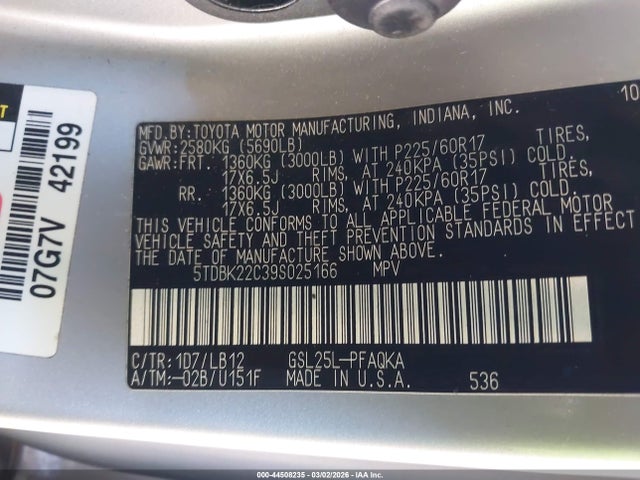 10
MFD.BY:TOYOTA MOTOR MANUFACTURING, INDIANA, INC.
GVWR:2580KG (5690LB)
GAWR:FRT. 1360KG (3000LB) WITH P225/60R17 TIRES,
17X6.5J RIMS, AT 240KPA (35PSI) COLD.
RR. 1360KG (3000LB) WITH P225/60R17 TIRES,
17X6.5J RIMS, AT 240KPA (35PSI) COLD.
THIS VEHICLE CONFORMS TO ALL APPLICABLE FEDERAL MOTOR
VEHICLE SAFETY AND THEFT PREVENTION STANDARDS IN EFFECT
THE DATE OF MANUFACTURE SHOWN ABOVE.
5TDBK22C39S025166 MPV
C/TR:1D7/LB12 GSL25L-PFAQKA
A/TM:-02B/U151F MADE IN U.S.A. 536
07G7V 42199
000-44508235 - 03/02/2026 - IAAI.CA